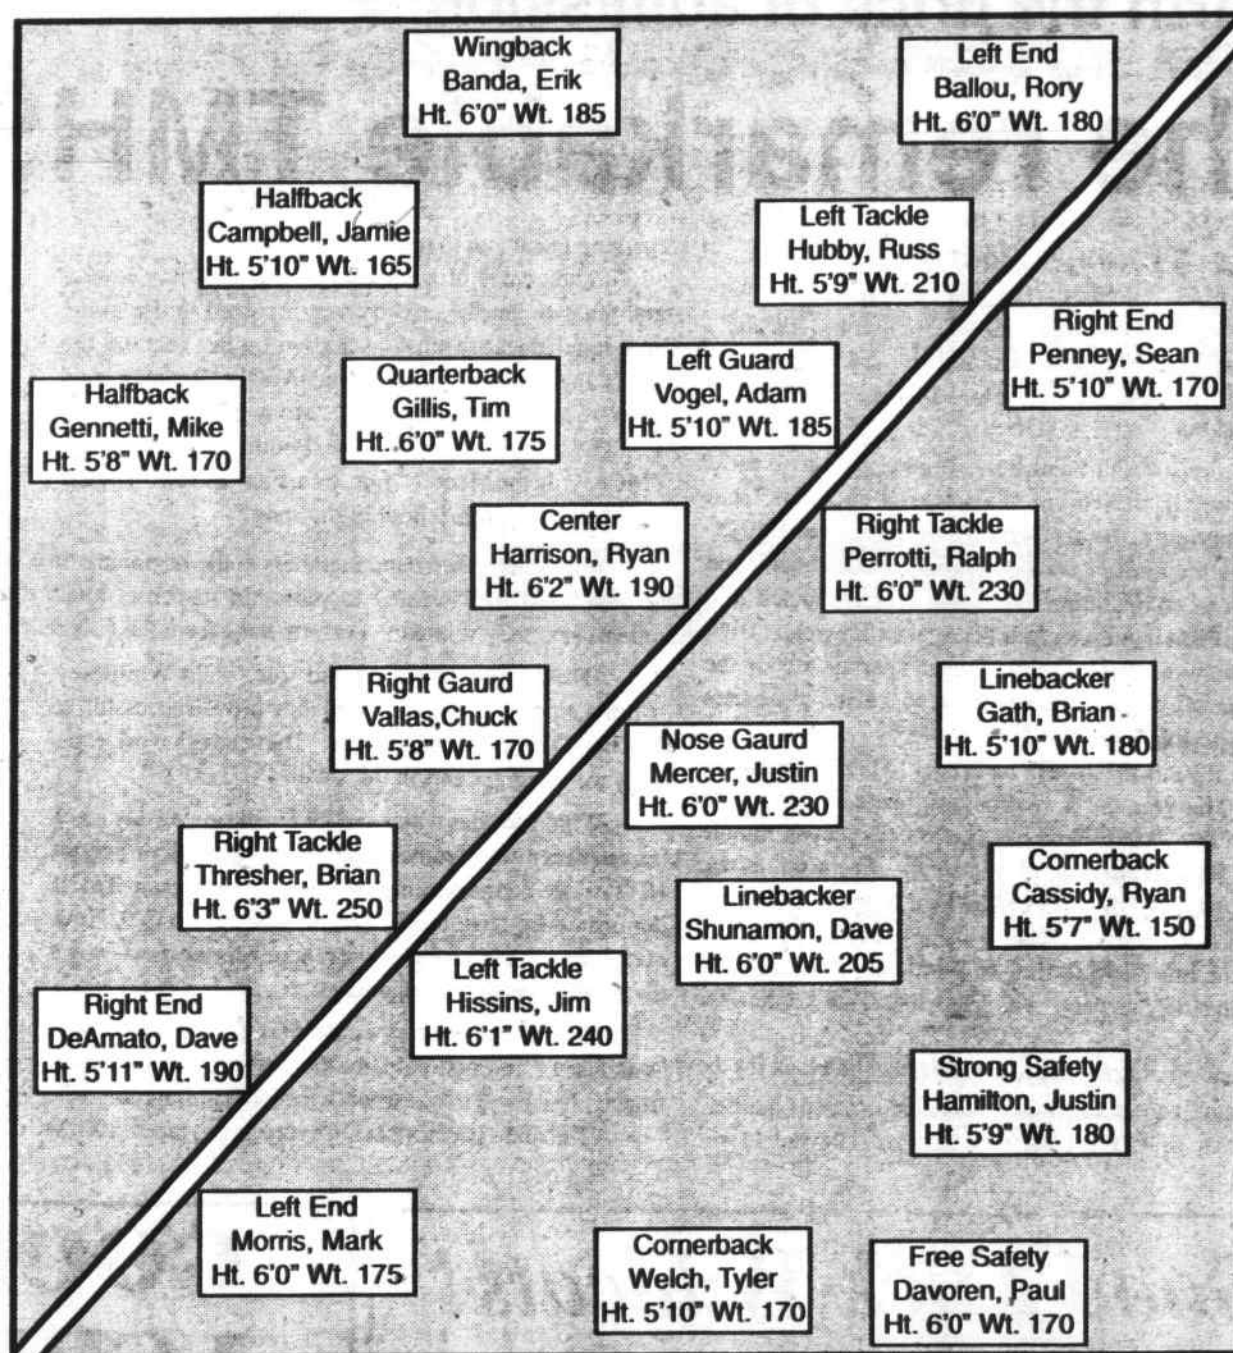 Wingback
Banda, Erik
Ht. 6'0" Wt. 185
Left End
Ballou, Rory
Ht. 6'0" Wt. 180
Halfback
Campbell, Jamie
Ht. 5'10" Wt. 165
Left Tackle
Hubby, Russ
Ht. 5'9" Wt. 210
Right End
Penney, Sean
Ht. 5'10" Wt. 170
Halfback
Gennetti, Mike
Ht. 5'8" Wt. 170
Quarterback
Gillis, Tim
Ht. 6'0" Wt. 175
Left Guard
Vogel, Adam
Ht. 5'10" Wt. 185
Center
Harrison, Ryan
Ht. 6'2" Wt. 190
Right Tackle
Perrotti, Ralph
Ht. 6'0" Wt. 230
Right Gaurd
Vallas,Chuck
Ht. 5'8" Wt. 170
Nose Gaurd
Mercer, Justin
Ht. 6'0" Wt. 230
Linebacker
Gath, Brian
Ht. 5'10" Wt. 180
Right Tackle
Thresher, Brian
Ht. 6'3" Wt. 250
Linebacker
Shunamon, Dave
Ht. 6'0" Wt. 205
Cornerback
Cassidy, Ryan
Ht. 5'7" Wt. 150
Right End
DeAmato, Dave
Ht. 5'11" Wt. 190
Left Tackle
Hissins, Jim
Ht. 6'1" Wt. 240
Strong Safety
Hamilton, Justin
Ht. 5'9" Wt. 180
Left End
Morris, Mark
Ht. 6'0" Wt. 175
Cornerback
Welch, Tyler
Ht. 5'10" Wt. 170
Free Safety
Davoren, Paul
Ht. 6'0" Wt. 170